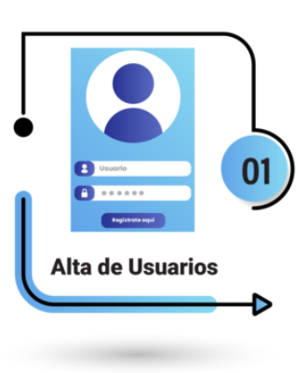 Usuario
Regístrate aquí
01
Alta de Usuarios